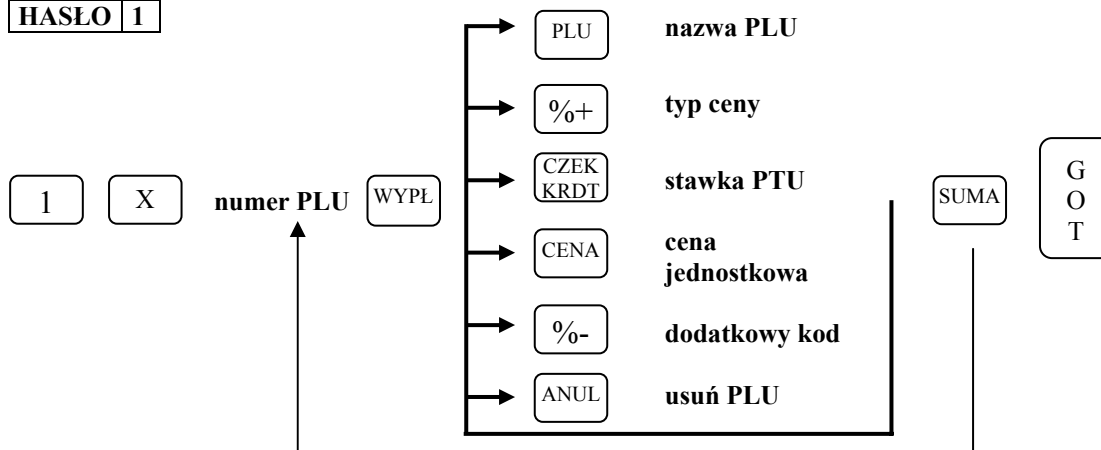 HASŁO 1
PLU nazwa PLU
%+ typ ceny
CZEK
KRDT stawka PTU
1 X numer PLU WYPŁ
SUMA
G
O
T
CENA cena
jednostkowa
%- dodatkowy kod
ANUL usuń PLU